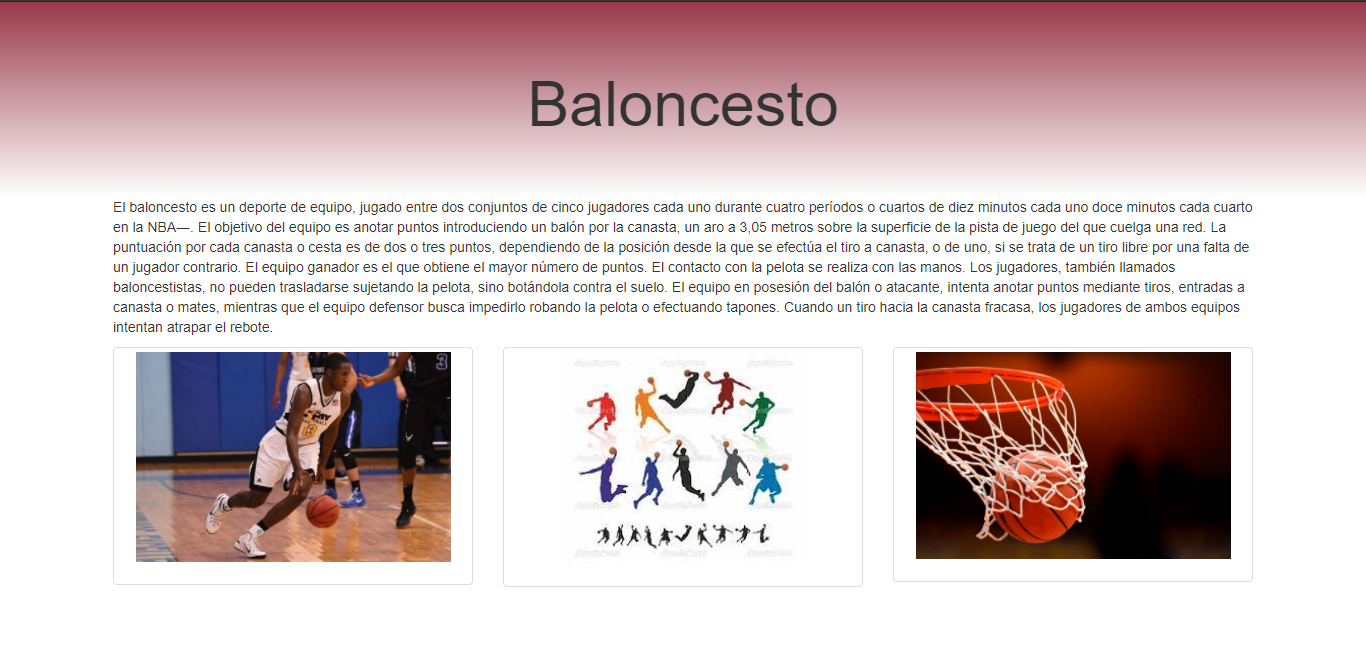 Baloncesto
El baloncesto es un deporte de equipo, jugado entre dos conjuntos de cinco jugadores cada uno durante cuatro períodos o cuartos de diez minutos cada uno doce minutos cada cuarto
en la NBA—. El objetivo del equipo es anotar puntos introduciendo un balón por la canasta, un aro a 3,05 metros sobre la superficie de la pista de juego del que cuelga una red. La
puntuación por cada canasta o cesta es de dos o tres puntos, dependiendo de la posición desde la que se efectúa el tiro a canasta, o de uno, si se trata de un tiro libre por una falta de
un jugador contrario. El equipo ganador es el que obtiene el mayor número de puntos. El contacto con la pelota se realiza con las manos. Los jugadores, también llamados
baloncestistas, no pueden trasladarse sujetando la pelota, sino botándola contra el suelo. El equipo en posesión del balón o atacante, intenta anotar puntos mediante tiros, entradas a
canasta o mates, mientras que el equipo defensor busca impedirlo robando la pelota o efectuando tapones. Cuando un tiro hacia la canasta fracasa, los jugadores de ambos equipos
intentan atrapar el rebote.
13
3